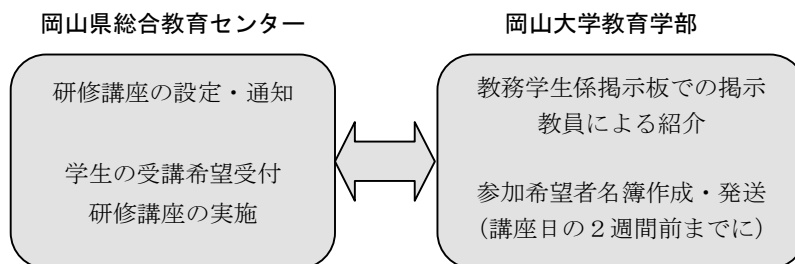 岡山県総合教育センター
研修講座の設定・通知
学生の受講希望受付
研修講座の実施
岡山大学教育学部
教務学生係掲示板での掲示
教員による紹介
参加希望者名簿作成・発送
(講座日の２週間前までに)